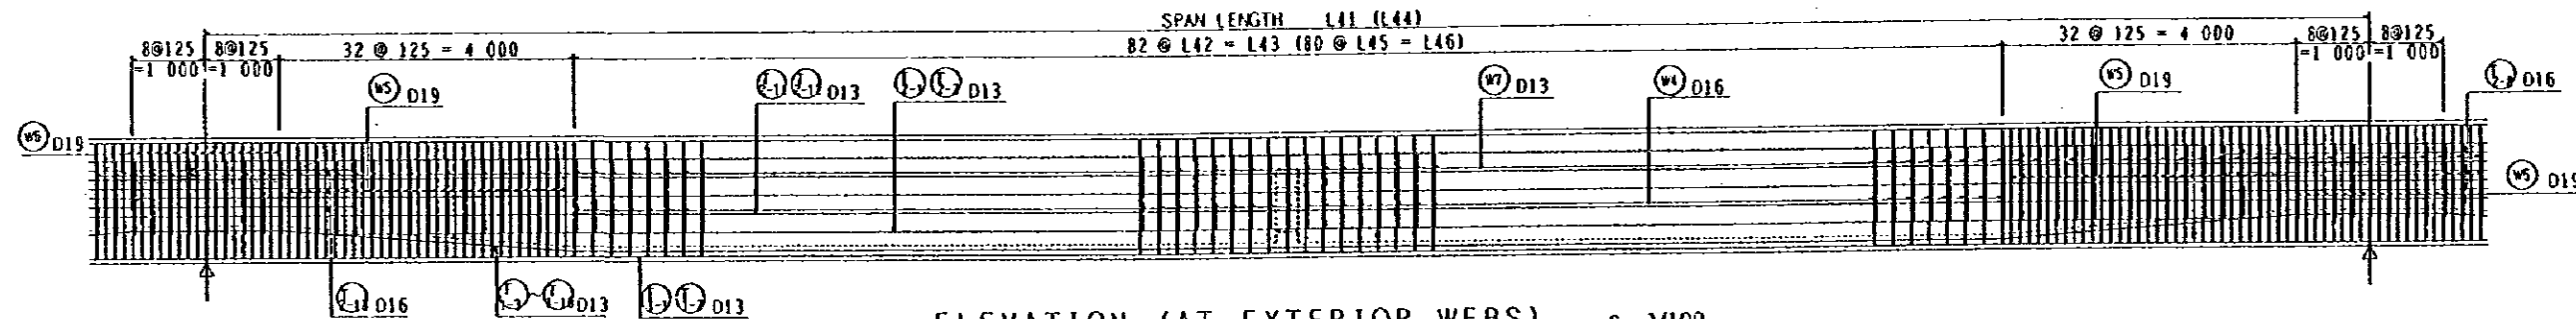 SPAN LENGTH L41 (L44)
8@125 8@125 32 @ 125 = 4 000 82 @ L42 = L43 (80 @ L45 = L46) 32 @ 125 = 4 000 8@125 8@125
=1 000 =1 000 =1 000 =1 000
W5 D19 D13 D13 W7 D13 W4 D16 W5 D19 D16
W5 D19
W5 D19
D16 D13 D13
ELEVATION (AT EXTERIOR WEBS)